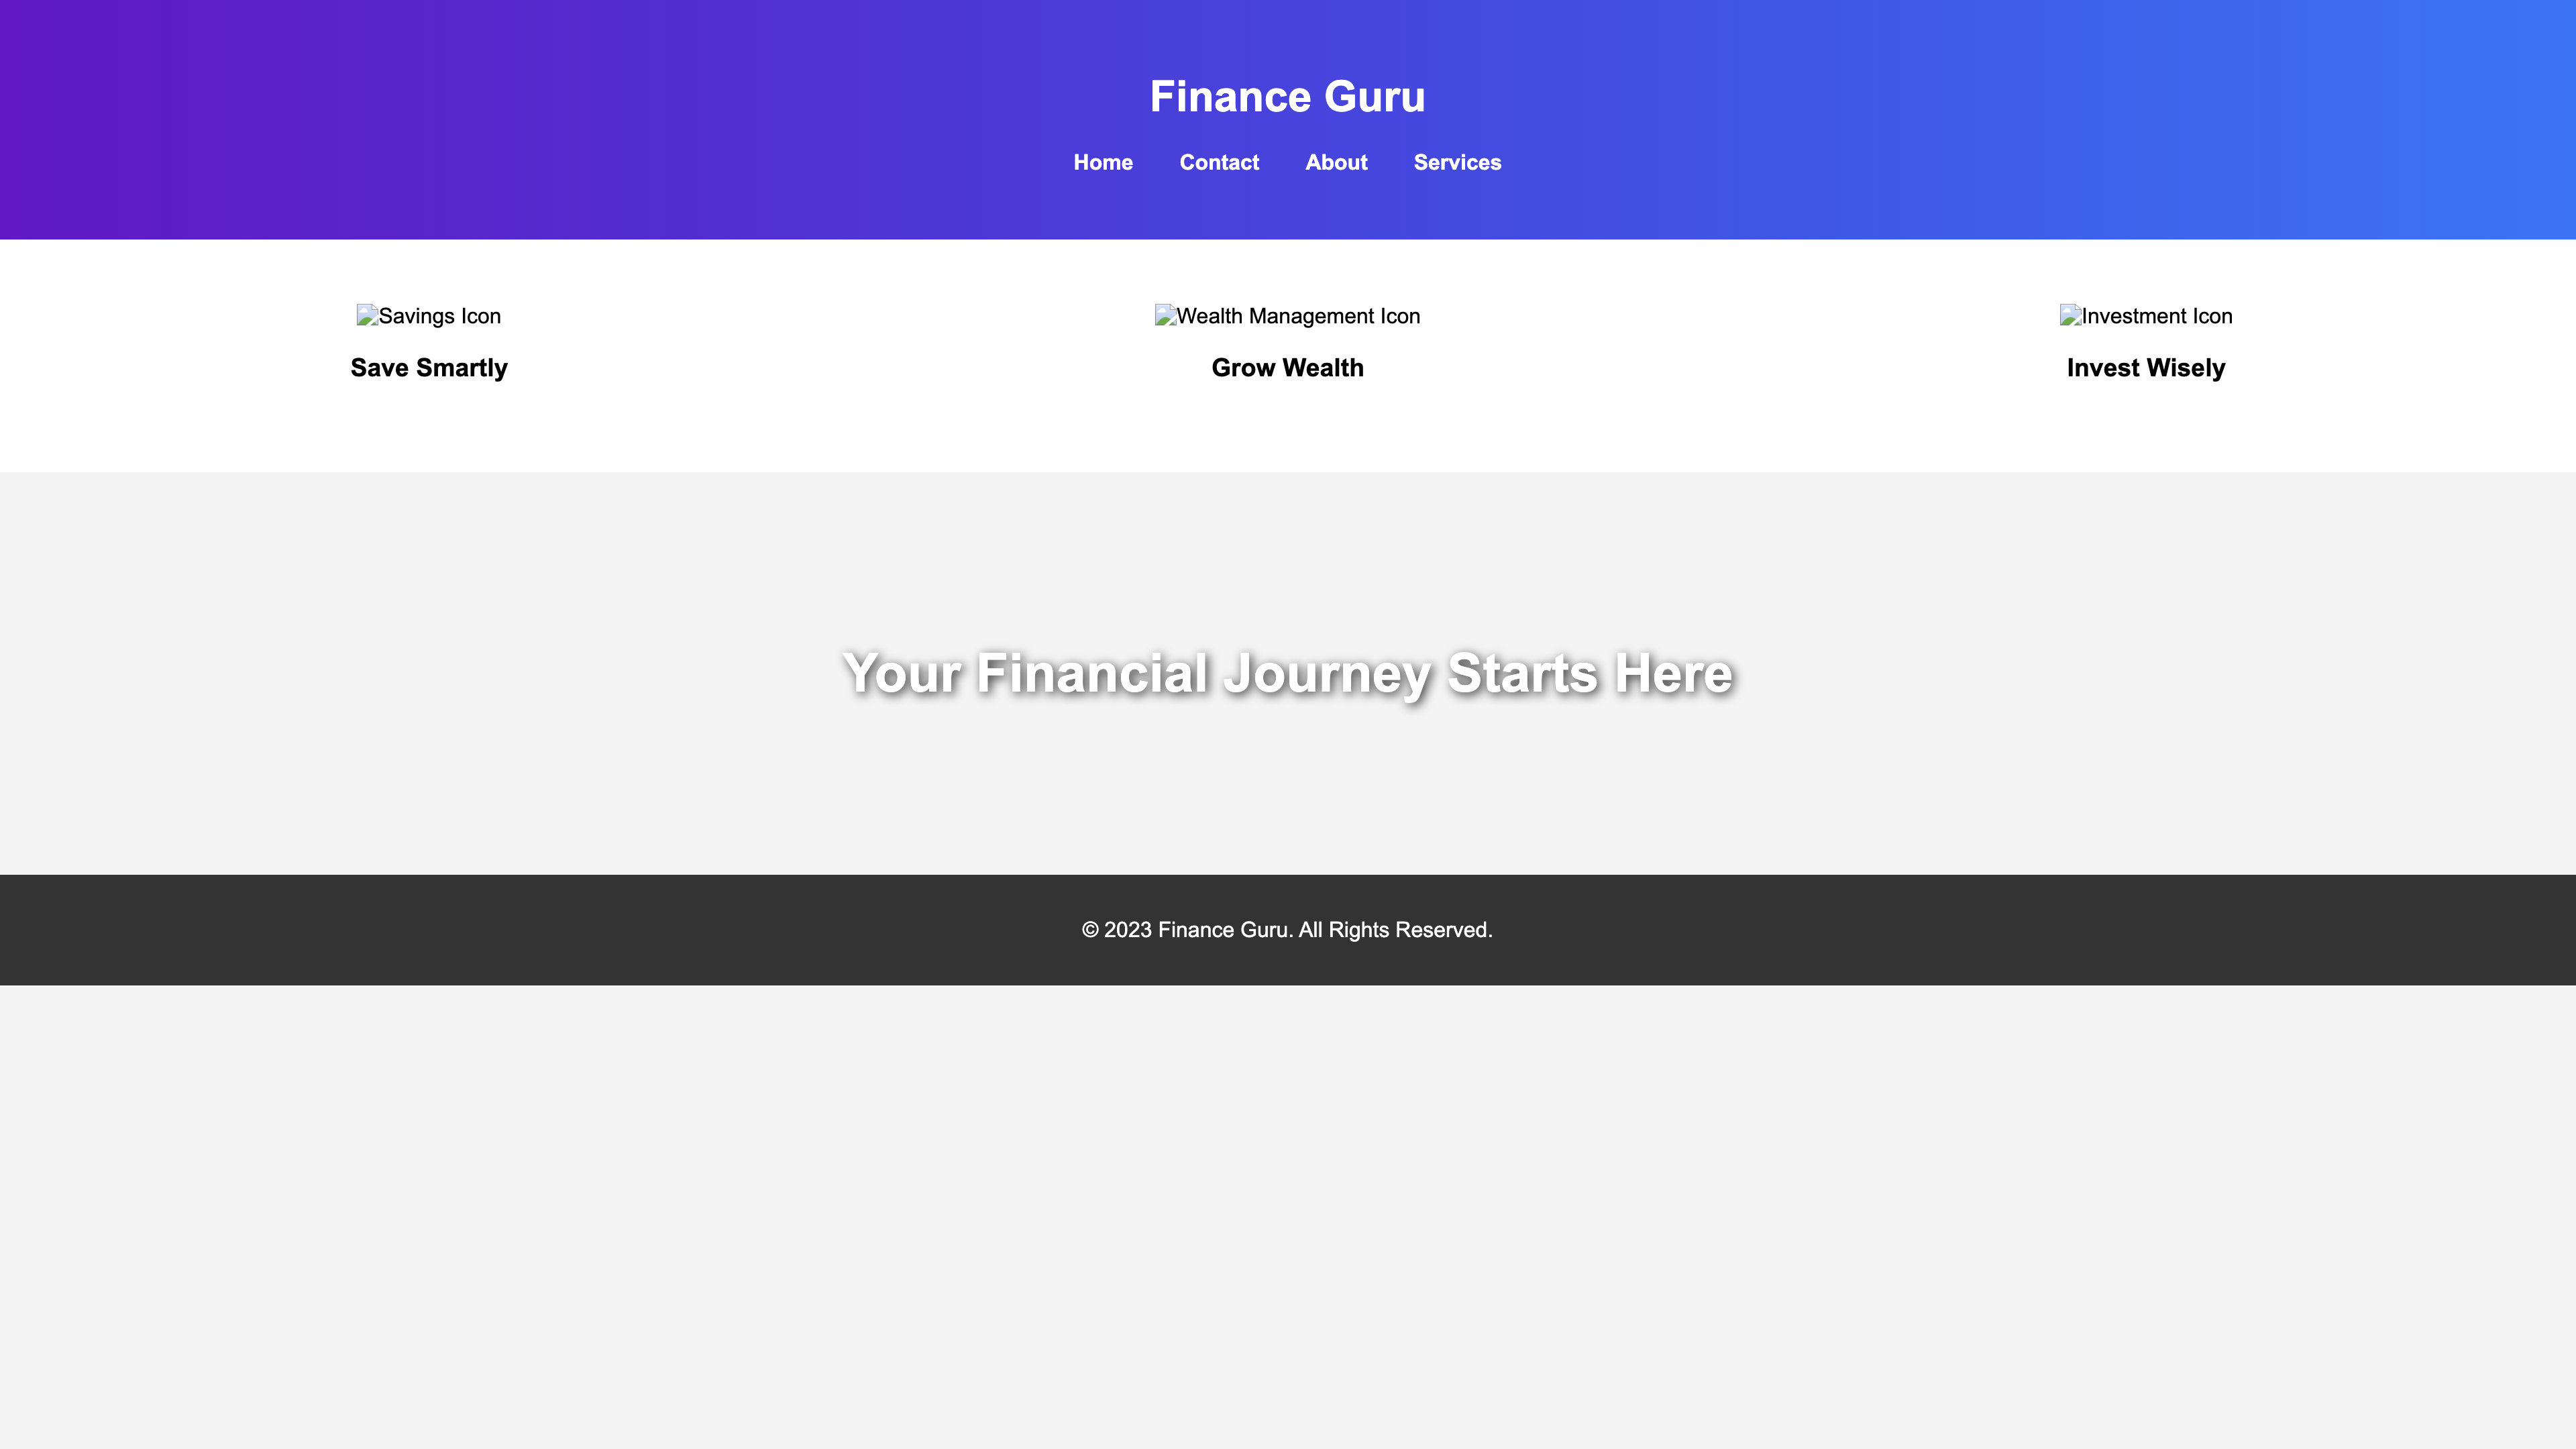 Finance Guru
Home Contact About Services
Savings Icon Wealth Management Icon Investment Icon
Save Smartly Grow Wealth Invest Wisely
Your Financial Journey Starts Here
© 2023 Finance Guru. All Rights Reserved.